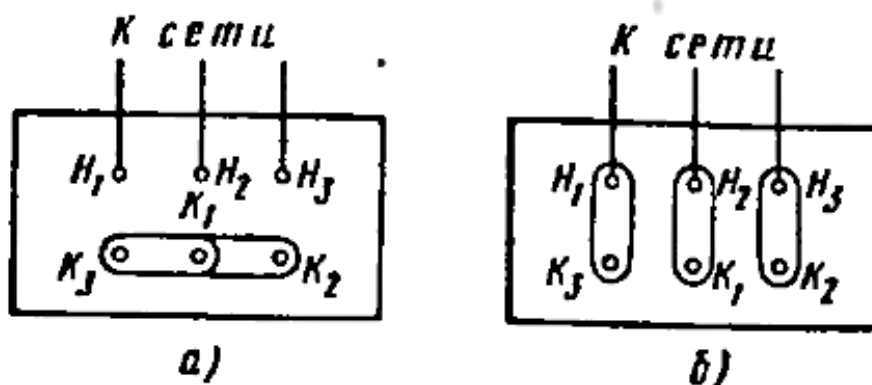 К сети К сети
Н₁ Н₂ Н₃ Н₁ Н₂ Н₃
К₁
К₃ К₂ К₃ К₁ К₂
а) б)